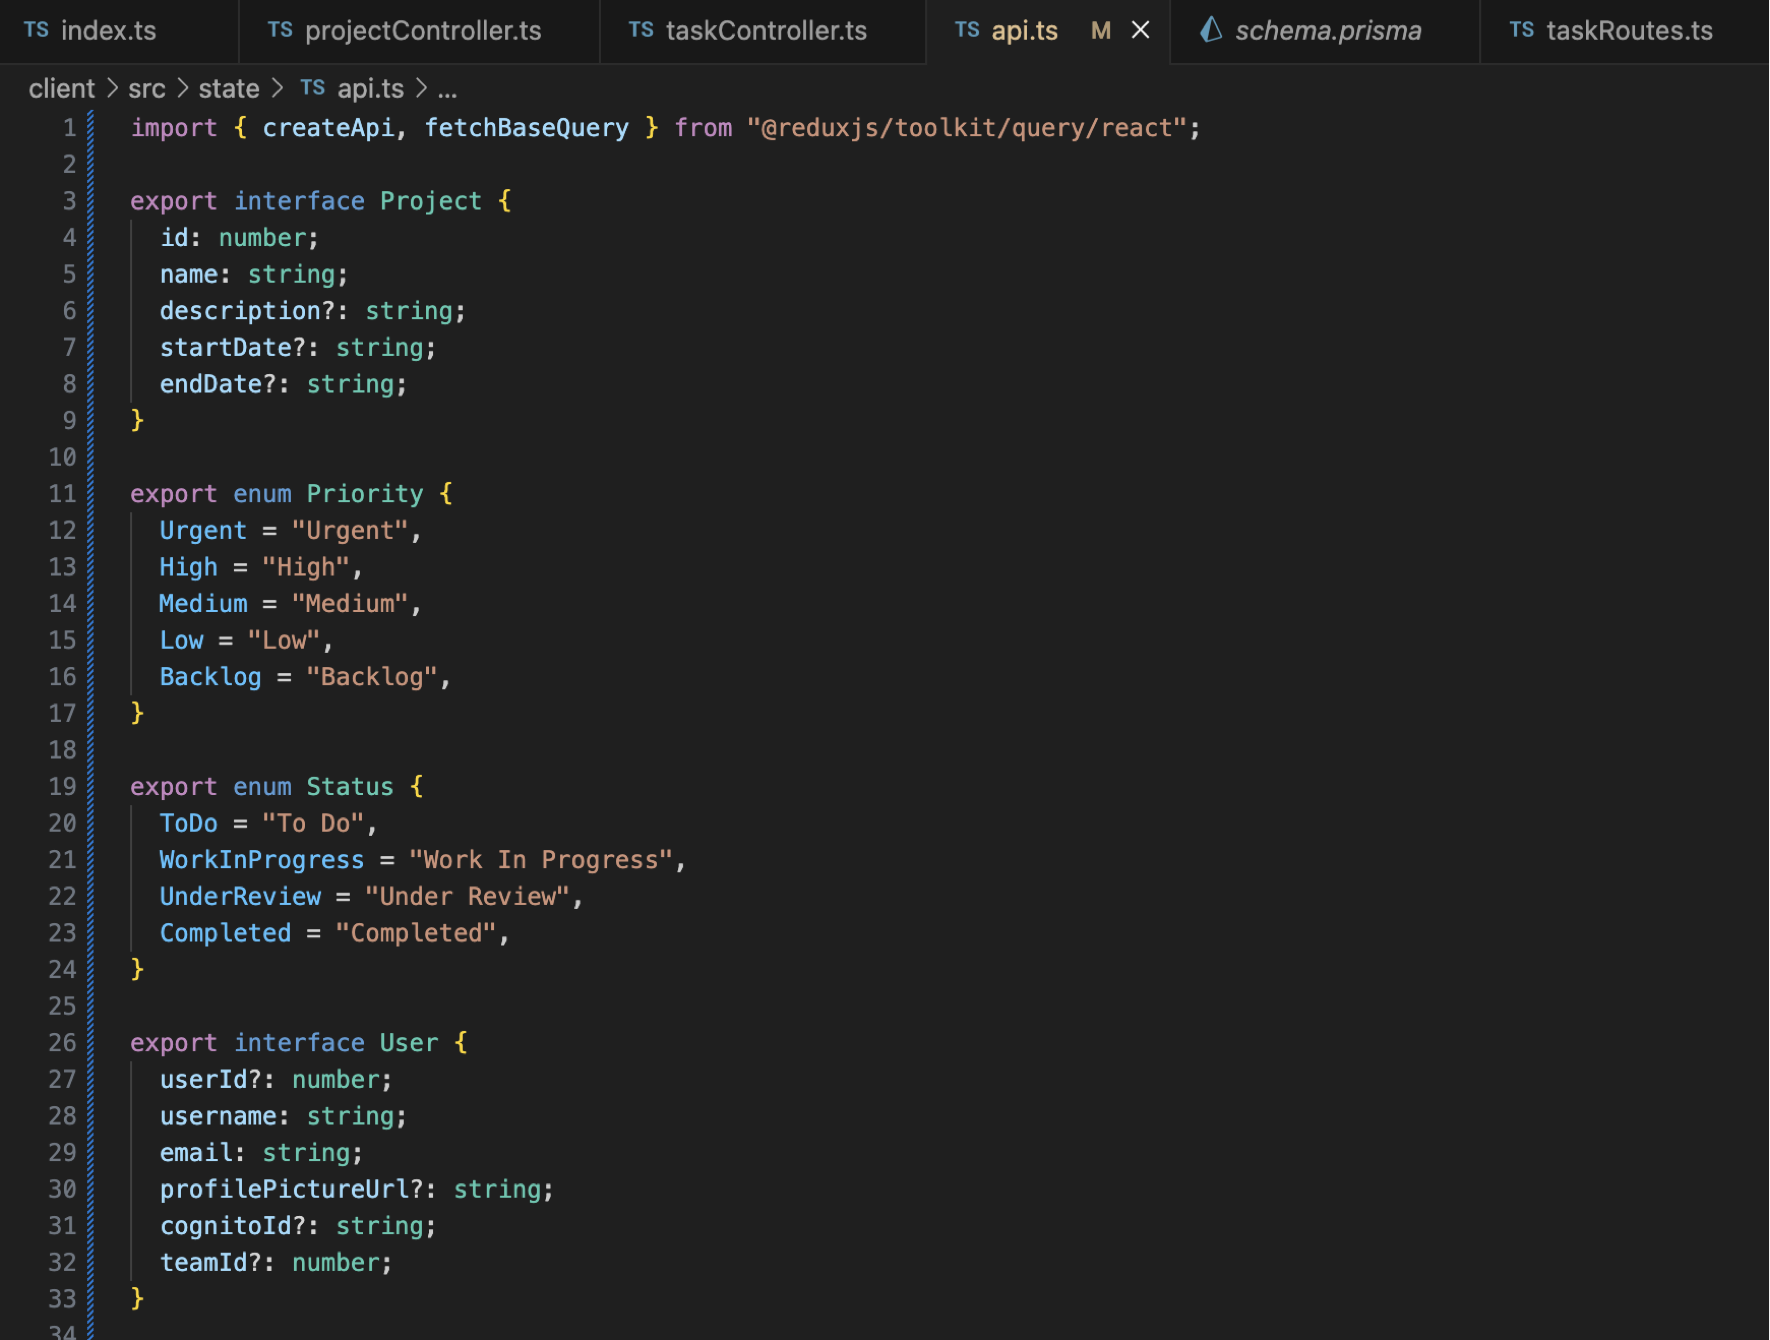 TS index.ts TS projectController.ts TS taskController.ts TS api.ts M schema.prisma TS taskRoutes.ts
client > src > state > TS api.ts > ...
1 import { createApi, fetchBaseQuery } from "@reduxjs/toolkit/query/react";
2
3 export interface Project {
4 id: number;
5 name: string;
6 description?: string;
7 startDate?: string;
8 endDate?: string;
9 }
10
11 export enum Priority {
12 Urgent = "Urgent",
13 High = "High",
14 Medium = "Medium",
15 Low = "Low",
16 Backlog = "Backlog",
17 }
18
19 export enum Status {
20 ToDo = "To Do",
21 WorkInProgress = "Work In Progress",
22 UnderReview = "Under Review",
23 Completed = "Completed",
24 }
25
26 export interface User {
27 userId?: number;
28 username: string;
29 email: string;
30 profilePictureUrl?: string;
31 cognitoId?: string;
32 teamId?: number;
33 }
34